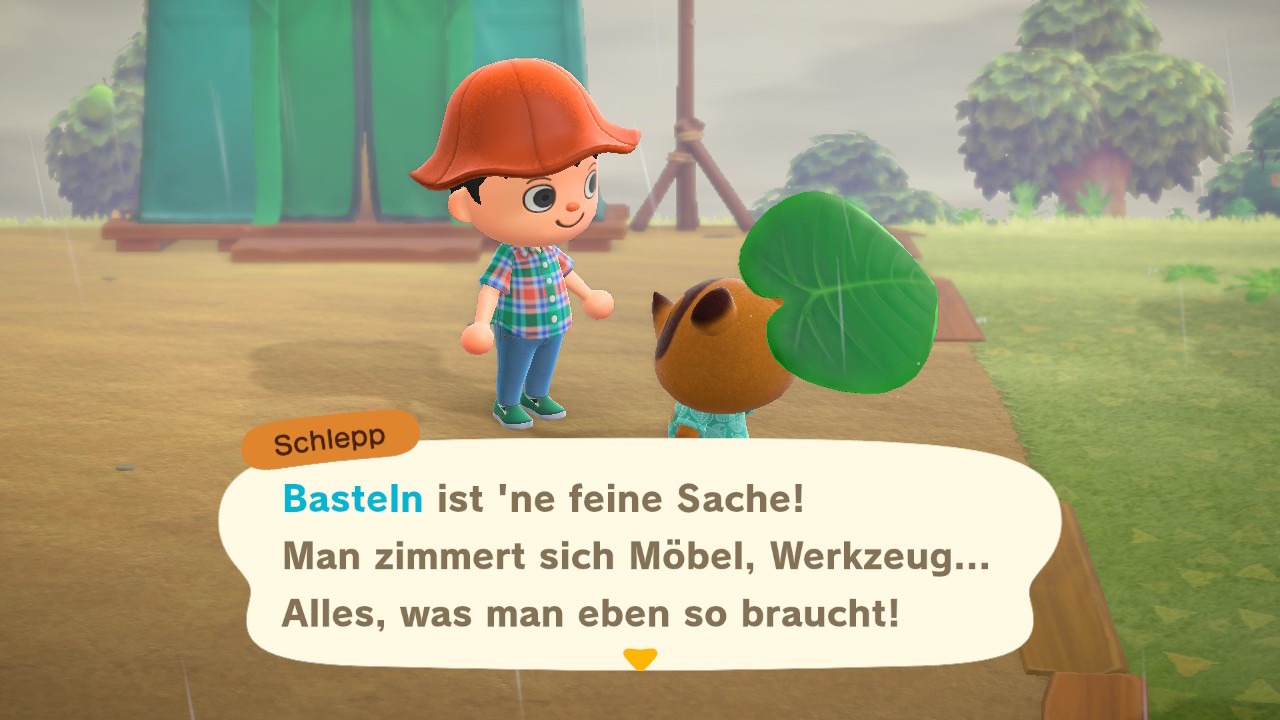 Schlepp
Basteln ist 'ne feine Sache!
Man zimmert sich Möbel, Werkzeug...
Alles, was man eben so braucht!